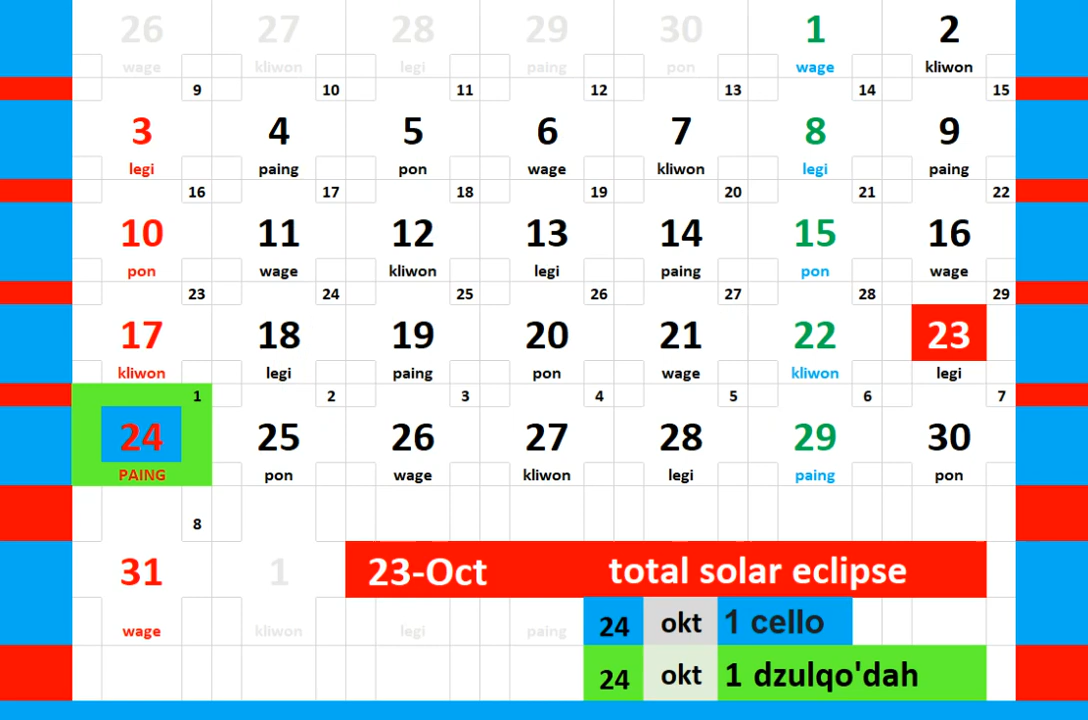 26 27 28 29 30 1 2
wage kliwon legi paing pon wage kliwon
9 10 11 12 13 14 15
3 4 5 6 7 8 9
legi paing pon wage kliwon legi paing
16 17 18 19 20 21 22
10 11 12 13 14 15 16
pon wage kliwon legi paing pon wage
23 24 25 26 27 28 29
17 18 19 20 21 22 23
kliwon legi paing pon wage kliwon legi
1 2 3 4 5 6 7
24 25 26 27 28 29 30
PAING pon wage kliwon legi paing pon
8
31 1 23-Oct total solar eclipse
wage kliwon legi paing 24 okt 1 cello
24 okt 1 dzulqo'dah